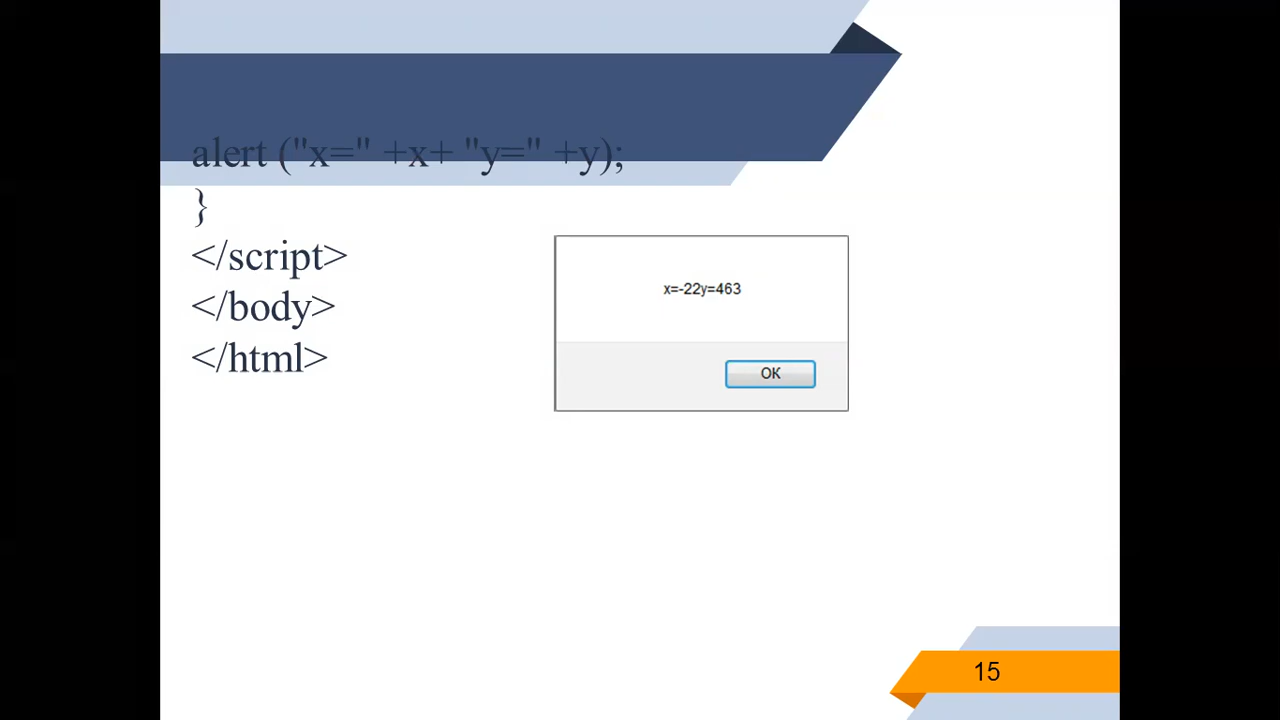 alert ("x=" +x+ "y=" +y);
}
</script>
</body>
</html>
x=-22y=463
OK
15